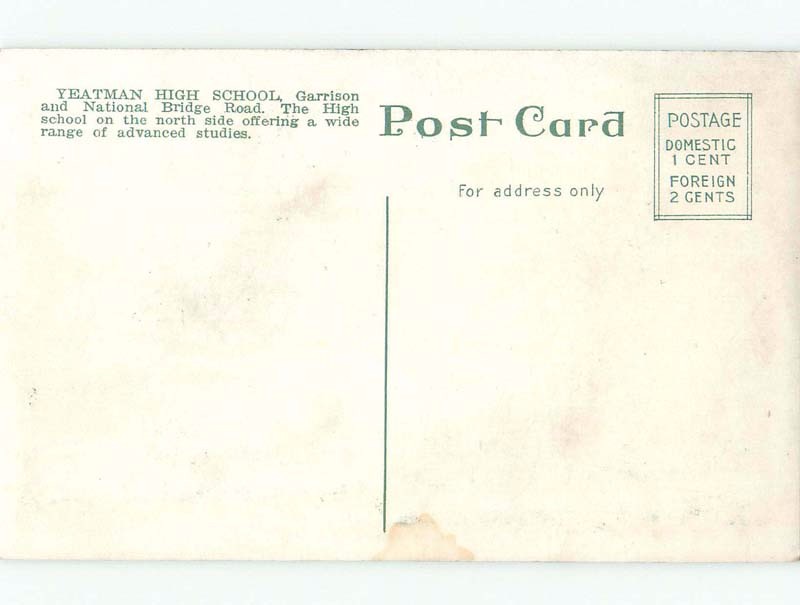 YEATMAN HIGH SCHOOL, Garrison
and National Bridge Road. The High
school on the north side offering a wide
range of advanced studies.
Post Card
For address only
POSTAGE
DOMESTIC
1 CENT
FOREIGN
2 CENTS